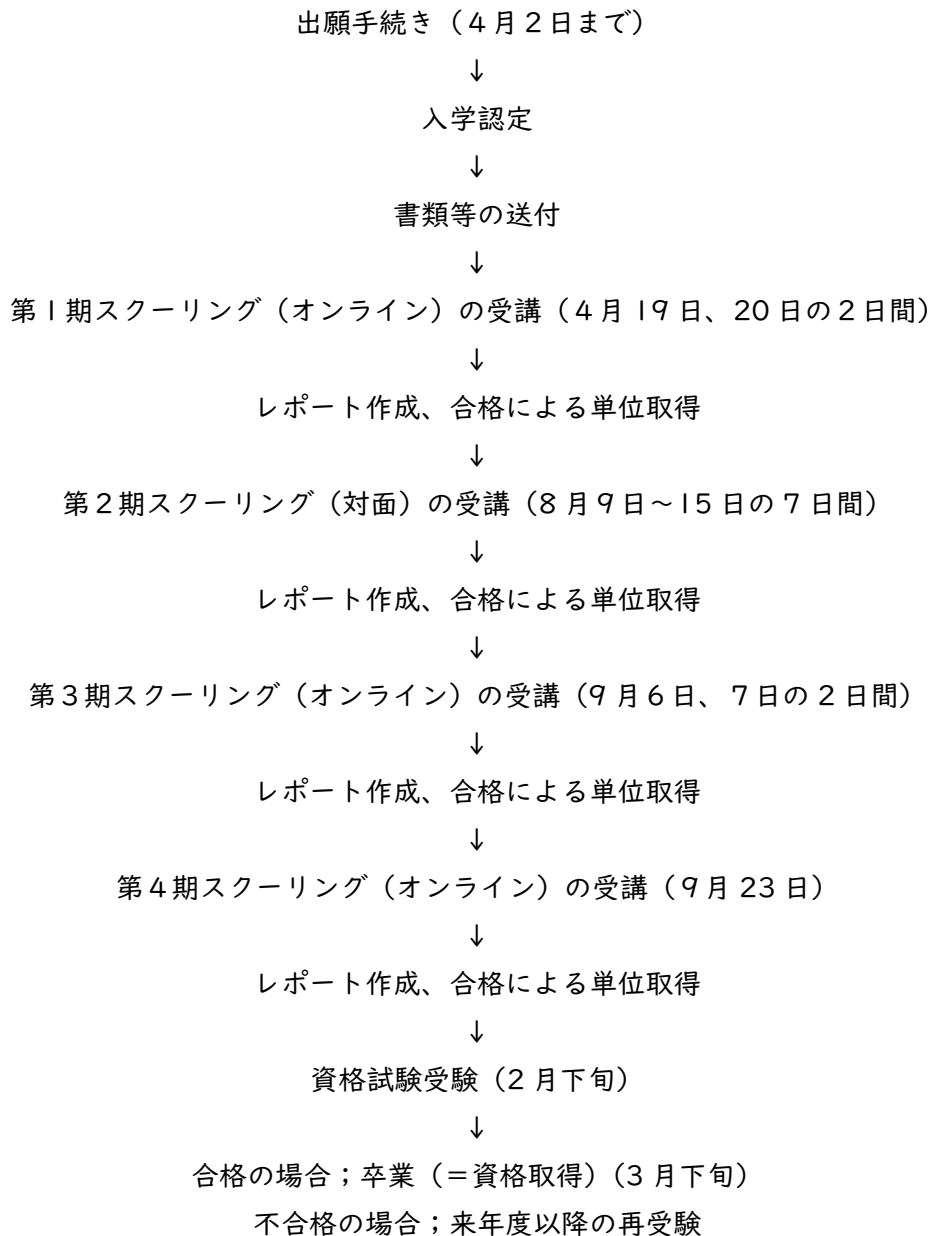 出願手続き（４月２日まで）
↓
入学認定
↓
書類等の送付
↓
第１期スクーリング（オンライン）の受講（４月19日、20日の２日間）
↓
レポート作成、合格による単位取得
↓
第２期スクーリング（対面）の受講（8月9日～15日の７日間）
↓
レポート作成、合格による単位取得
↓
第３期スクーリング（オンライン）の受講（９月６日、７日の２日間）
↓
レポート作成、合格による単位取得
↓
第４期スクーリング（オンライン）の受講（９月23日）
↓
レポート作成、合格による単位取得
↓
資格試験受験（2月下旬）
↓
合格の場合；卒業（＝資格取得）（３月下旬）
不合格の場合；来年度以降の再受験